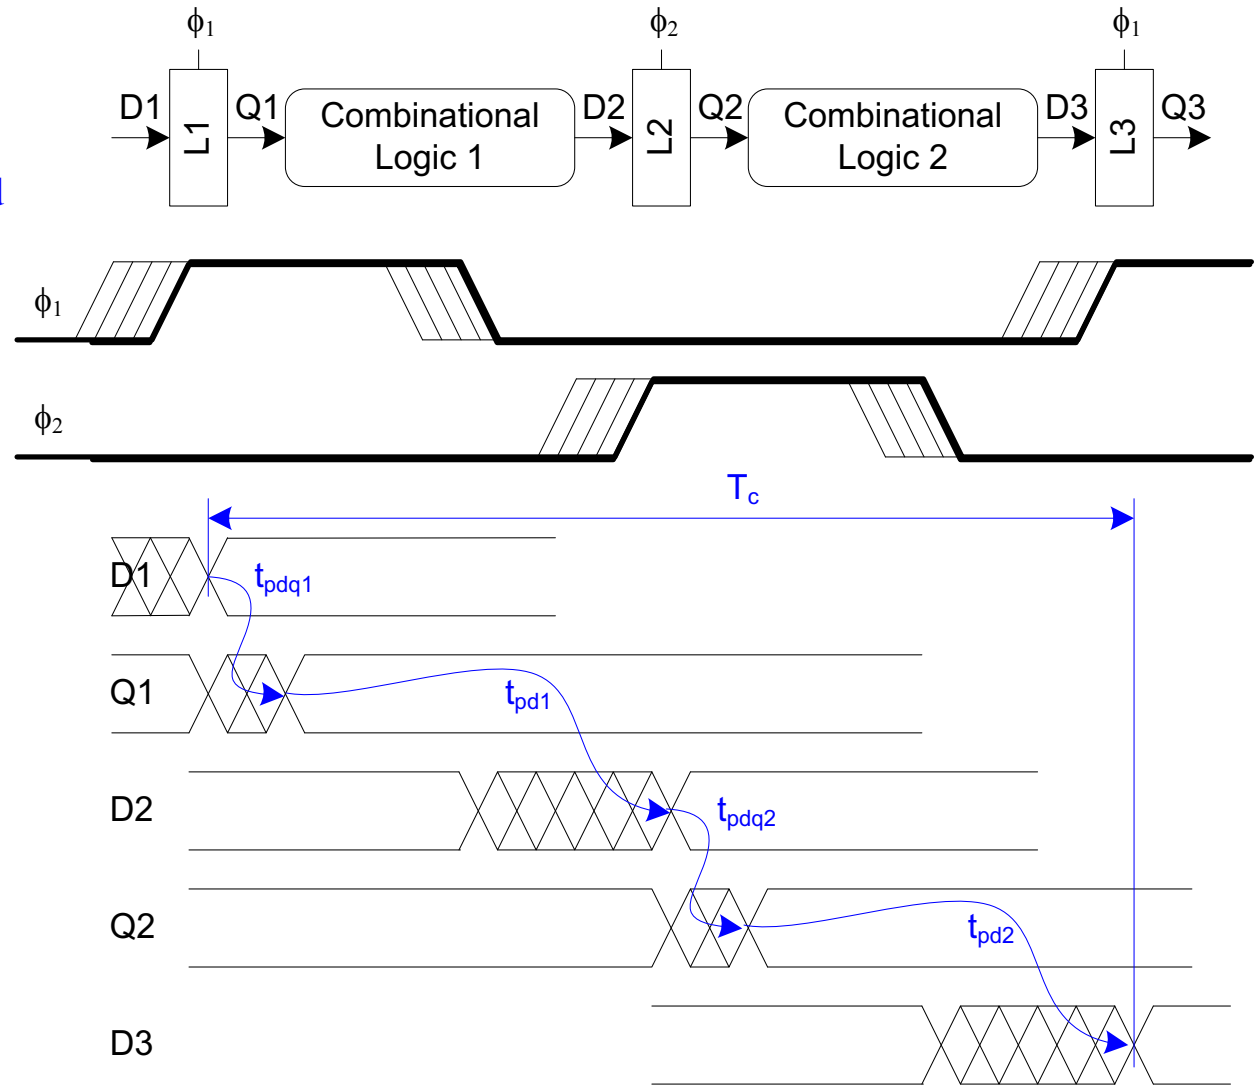 ϕ1 ϕ2 ϕ1
D1 L1 Q1 Combinational Logic 1 D2 L2 Q2 Combinational Logic 2 D3 L3 Q3
ϕ1
ϕ2
Tc
D1 tpdq1
Q1 tpd1
D2 tpdq2
Q2 tpd2
D3